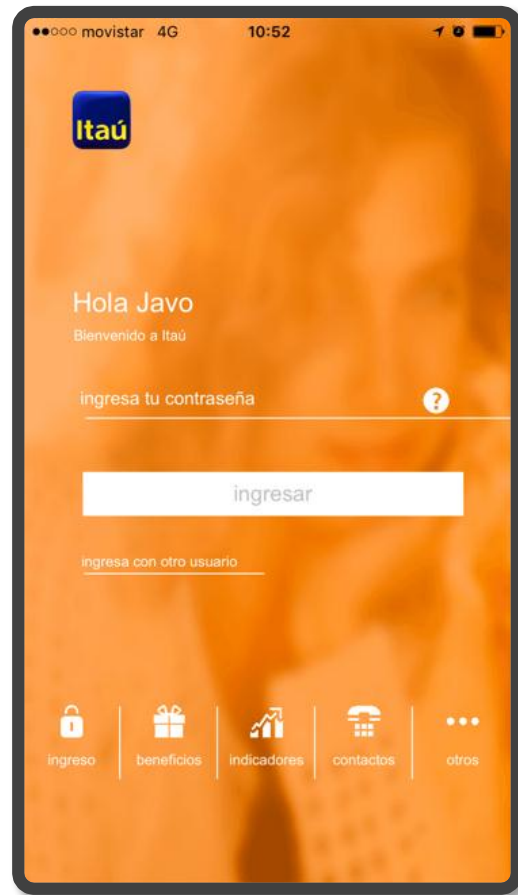 movistar 4G 10:52
Itaú
Hola Javo
Bienvenido a Itaú
ingresa tu contraseña ?
ingresar
ingresa con otro usuario
ingreso beneficios indicadores contactos otros